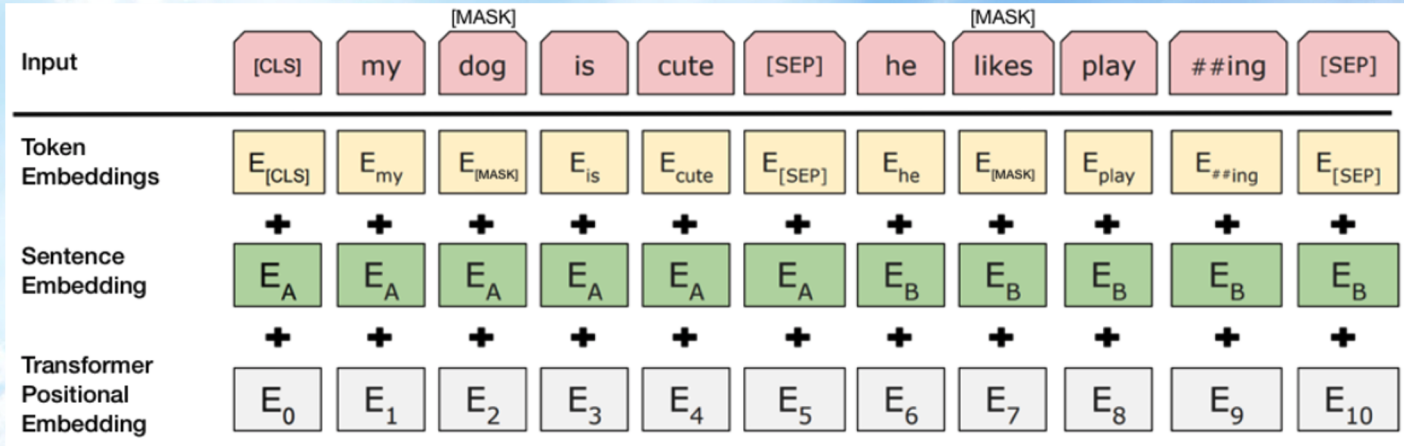 [MASK] [MASK]
Input [CLS] my dog is cute [SEP] he likes play ##ing [SEP]
Token Embeddings E[CLS] Emy E[MASK] Eis Ecute E[SEP] Ehe E[MASK] Eplay E##ing E[SEP]
+ + + + + + + + + + +
Sentence Embedding EA EA EA EA EA EA EB EB EB EB EB
+ + + + + + + + + + +
Transformer Positional Embedding E0 E1 E2 E3 E4 E5 E6 E7 E8 E9 E10